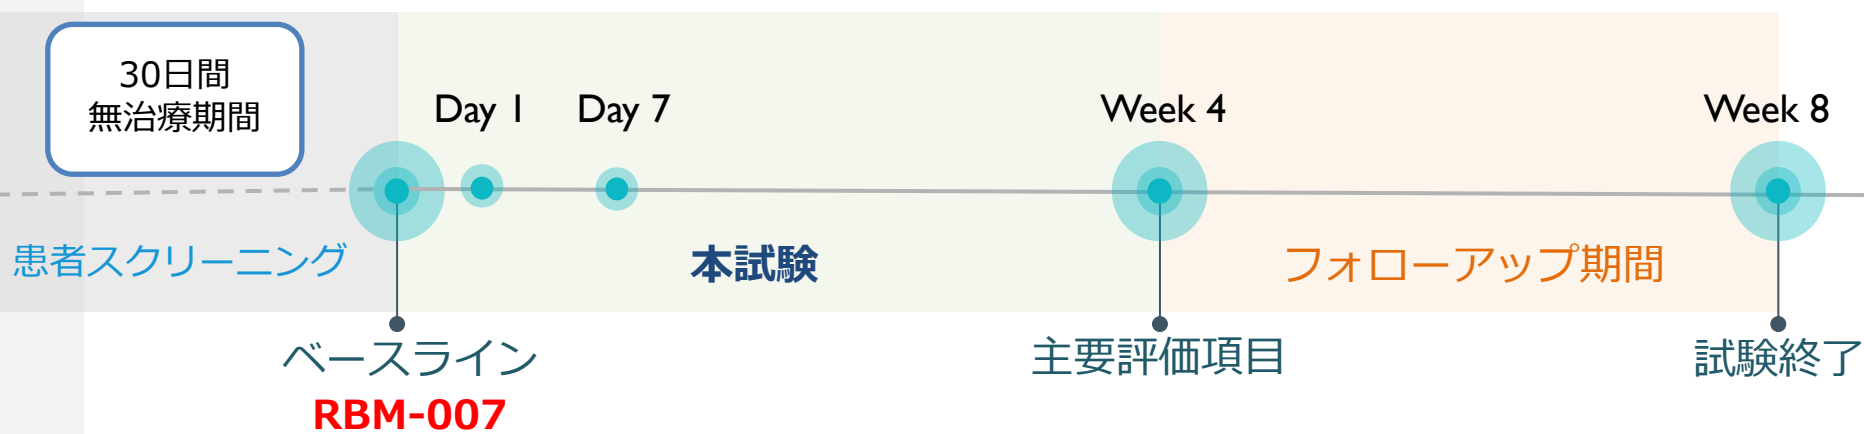 30日間
無治療期間
Day 1
Day 7
Week 4
Week 8
患者スクリーニング
本試験
フォローアップ期間
ベースライン
RBM-007
主要評価項目
試験終了